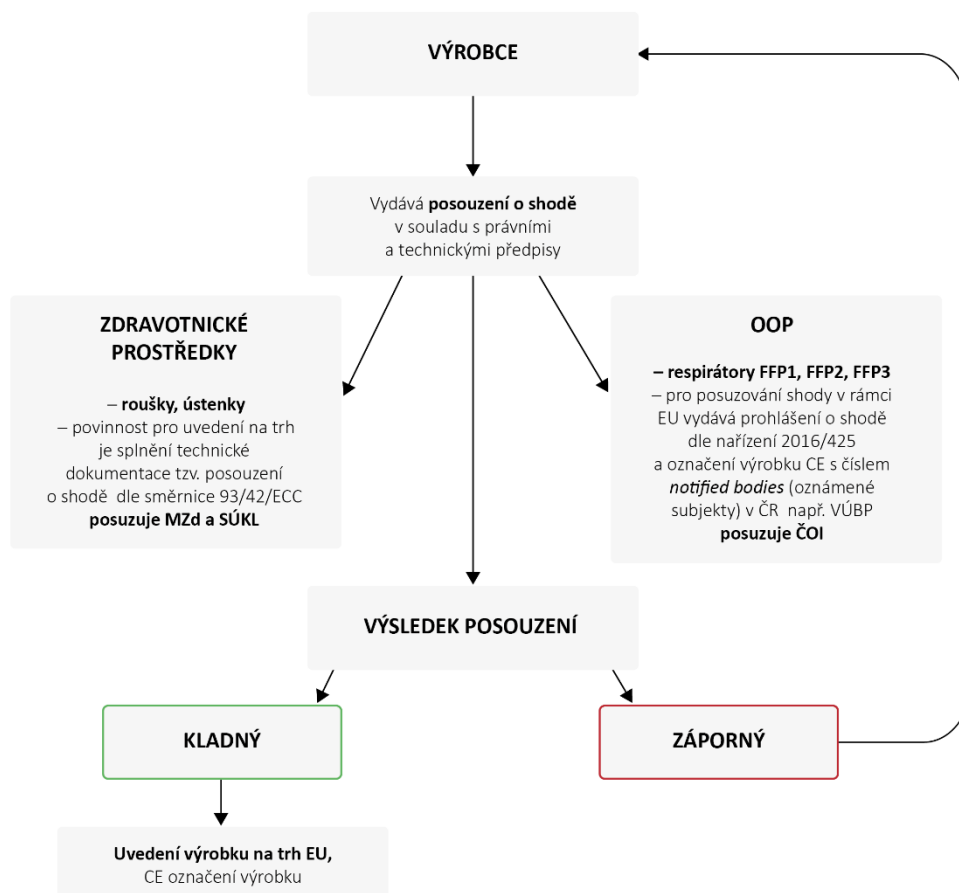 VÝROBCE
Vydává posouzení o shodě
v souladu s právními
a technickými předpisy
ZDRAVOTNICKÉ
PROSTŘEDKY
– roušky, ústenky
– povinnost pro uvedení na trh
je splnění technické
dokumentace tzv. posouzení
o shodě dle směrnice 93/42/ECC
posuzuje MZd a SÚKL
OOP
– respirátory FFP1, FFP2, FFP3
– pro posuzování shody v rámci
EU vydává prohlášení o shodě
dle nařízení 2016/425
a označení výrobku CE s číslem
notified bodies (oznámené
subjekty) v ČR např. VÚBP
posuzuje ČOI
VÝSLEDEK POSOUZENÍ
KLADNÝ
ZÁPORNÝ
Uvedení výrobku na trh EU,
CE označení výrobku